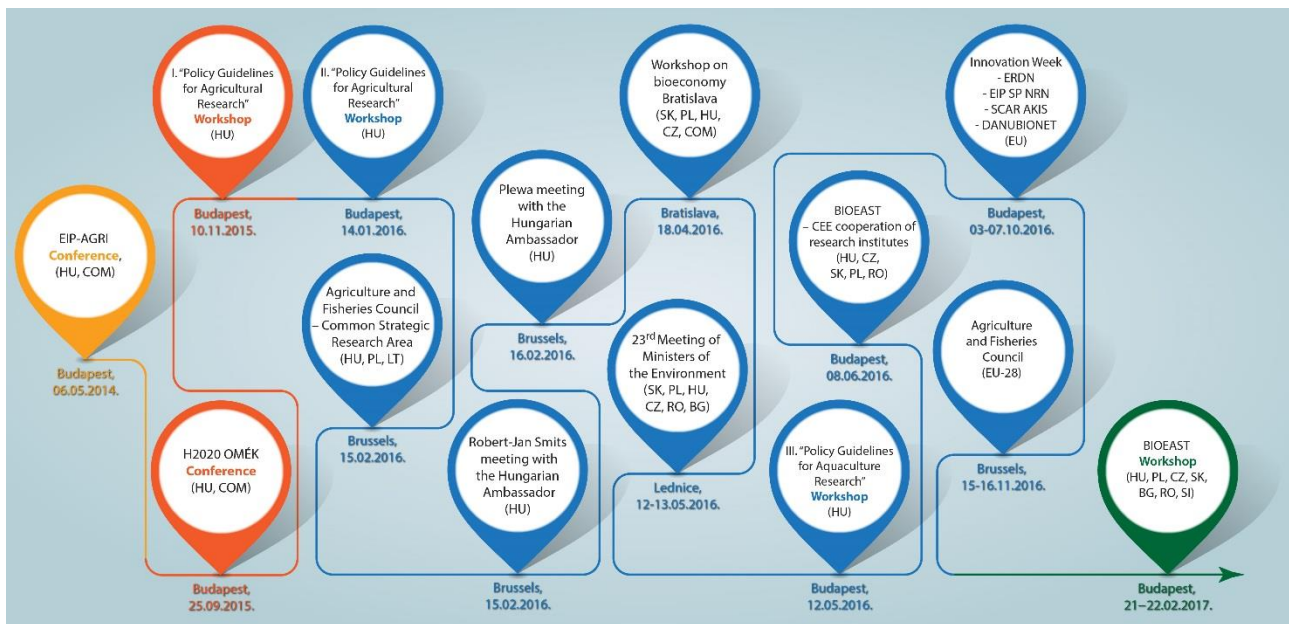 EIP-AGRI
Conference,
(HU, COM)
Budapest,
06.05.2014.
H2020 OMÉK
Conference
(HU, COM)
Budapest,
25.09.2015.
I. "Policy Guidelines
for Agricultural
Research"
Workshop
(HU)
Budapest,
10.11.2015.
II. "Policy Guidelines
for Agricultural
Research"
Workshop
(HU)
Budapest,
14.01.2016.
Agriculture and
Fisheries Council
– Common Strategic
Research Area
(HU, PL, LT)
Brussels,
15.02.2016.
Robert-Jan Smits
meeting with
the Hungarian
Ambassador
(HU)
Brussels,
15.02.2016.
Plewa meeting
with the
Hungarian
Ambassador
(HU)
Brussels,
16.02.2016.
Workshop on
bioeconomy
Bratislava
(SK, PL, HU,
CZ, COM)
Bratislava,
18.04.2016.
23rd Meeting of
Ministers of
the Environment
(SK, PL, HU,
CZ, RO, BG)
Lednice,
12-13.05.2016.
III. "Policy Guidelines
for Aquaculture
Research"
Workshop
(HU)
Budapest,
12.05.2016.
BIOEAST
– CEE cooperation of
research institutes
(HU, CZ,
SK, PL, RO)
Budapest,
08.06.2016.
Innovation Week
- ERDN
- EIP SP NRN
- SCAR AKIS
- DANUBIONET
(EU)
Budapest,
03-07.10.2016.
Agriculture
and Fisheries
Council
(EU-28)
Brussels,
15-16.11.2016.
BIOEAST
Workshop
(HU, PL, CZ, SK,
BG, RO, SI)
Budapest,
21–22.02.2017.